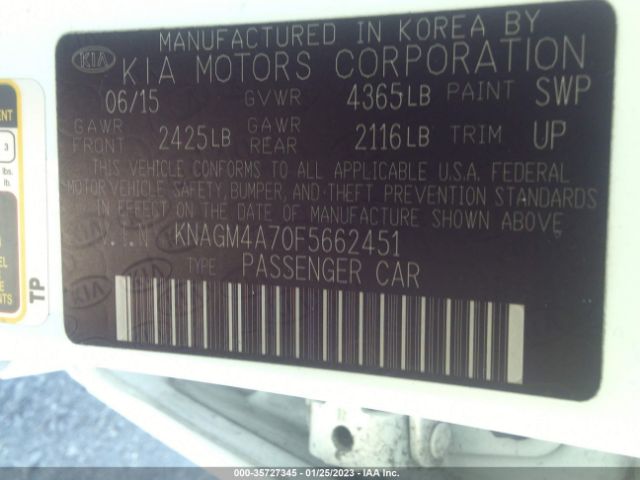 MANUFACTURED IN KOREA BY
KIA KIA MOTORS CORPORATION
06/15 GVWR 4365LB PAINT SWP
GAWR FRONT 2425LB GAWR REAR 2116LB TRIM UP
THIS VEHICLE CONFORMS TO ALL APPLICABLE U.S.A. FEDERAL
MOTOR VEHICLE SAFETY, BUMPER, AND THEFT PREVENTION STANDARDS
IN EFFECT ON THE DATE OF MANUFACTURE SHOWN ABOVE
V.I.N KNAGM4A70F5662451
TYPE PASSENGER CAR
TP
3
lbs.
lb.
000-35727345 / 01/25/2023 - IAA Inc.